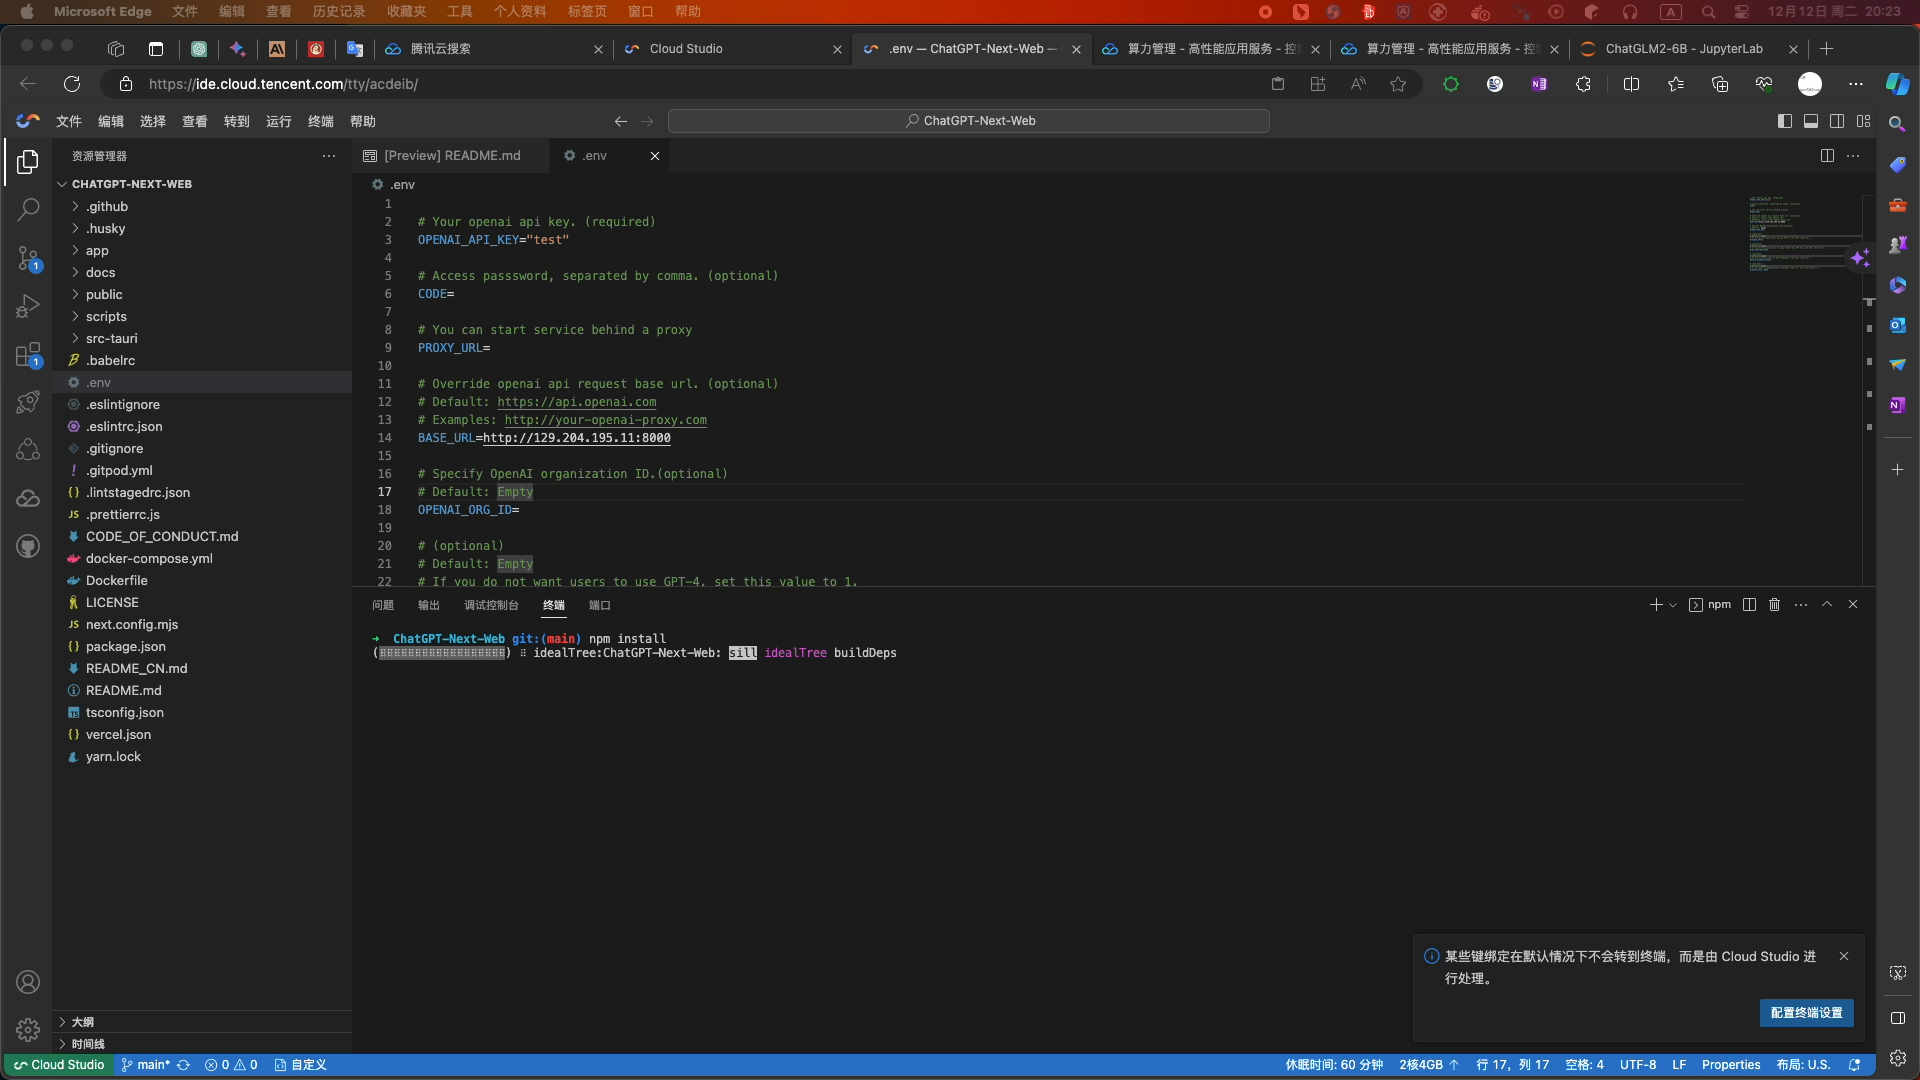 Microsoft Edge 文件 编辑 查看 历史记录 收藏夹 工具 个人资料 标签页 窗口 帮助 12月12日 周二 20:23
腾讯云搜索 Cloud Studio .env — ChatGPT-Next-Web — 算力管理 - 高性能应用服务 - 控 算力管理 - 高性能应用服务 - 控 ChatGLM2-6B - JupyterLab
https://ide.cloud.tencent.com/tty/acdeib/
文件 编辑 选择 查看 转到 运行 终端 帮助 ChatGPT-Next-Web
资源管理器
CHATGPT-NEXT-WEB
.github
.husky
app
docs
public
scripts
src-tauri
.babelrc
.env
.eslintignore
.eslintrc.json
.gitignore
.gitpod.yml
.lintstagedrc.json
.prettierrc.js
CODE_OF_CONDUCT.md
docker-compose.yml
Dockerfile
LICENSE
next.config.mjs
package.json
README_CN.md
README.md
tsconfig.json
vercel.json
yarn.lock
大纲
时间线
[Preview] README.md .env
.env
1
2 # Your openai api key. (required)
3 OPENAI_API_KEY="test"
4
5 # Access passsword, separated by comma. (optional)
6 CODE=
7
8 # You can start service behind a proxy
9 PROXY_URL=
10
11 # Override openai api request base url. (optional)
12 # Default: https://api.openai.com
13 # Examples: http://your-openai-proxy.com
14 BASE_URL=http://129.204.195.11:8000
15
16 # Specify OpenAI organization ID.(optional)
17 # Default: Empty
18 OPENAI_ORG_ID=
19
20 # (optional)
21 # Default: Empty
22 # If you do not want users to use GPT-4, set this value to 1.
问题 输出 调试控制台 终端 端口 npm
➜ ChatGPT-Next-Web git:(main) npm install
(⠿⠿⠿⠿⠿⠿⠿⠿⠿⠿⠿⠿⠿⠿⠿⠿⠿⠿) ⠿ idealTree:ChatGPT-Next-Web: sill idealTree buildDeps
某些键绑定在默认情况下不会转到终端，而是由 Cloud Studio 进
行处理。
配置终端设置
Cloud Studio main* 0 0 自定义 休眠时间: 60 分钟 2核4GB 行 17，列 17 空格: 4 UTF-8 LF Properties 布局: U.S.